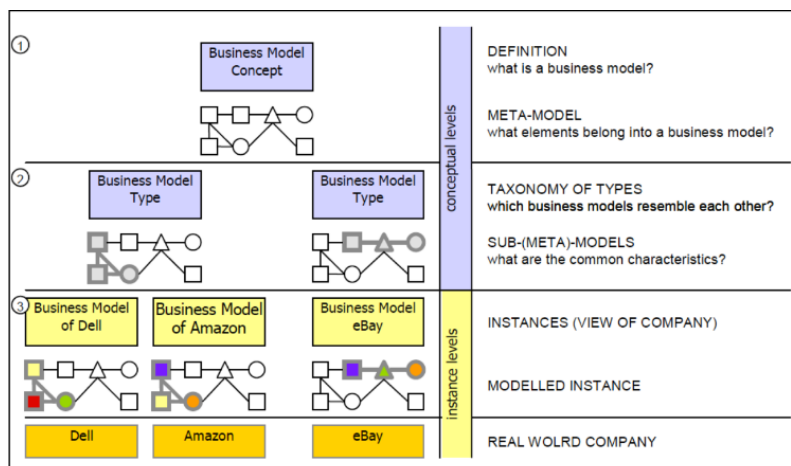 1
Business Model
Concept
DEFINITION
what is a business model?
META-MODEL
what elements belong into a business model?
conceptual levels
2
Business Model
Type
Business Model
Type
TAXONOMY OF TYPES
which business models resemble each other?
SUB-(META)-MODELS
what are the common characteristics?
3
Business Model
of Dell
Business Model
of Amazon
Business Model
eBay
instance levels
INSTANCES (VIEW OF COMPANY)
MODELLED INSTANCE
Dell
Amazon
eBay
REAL WOLRD COMPANY